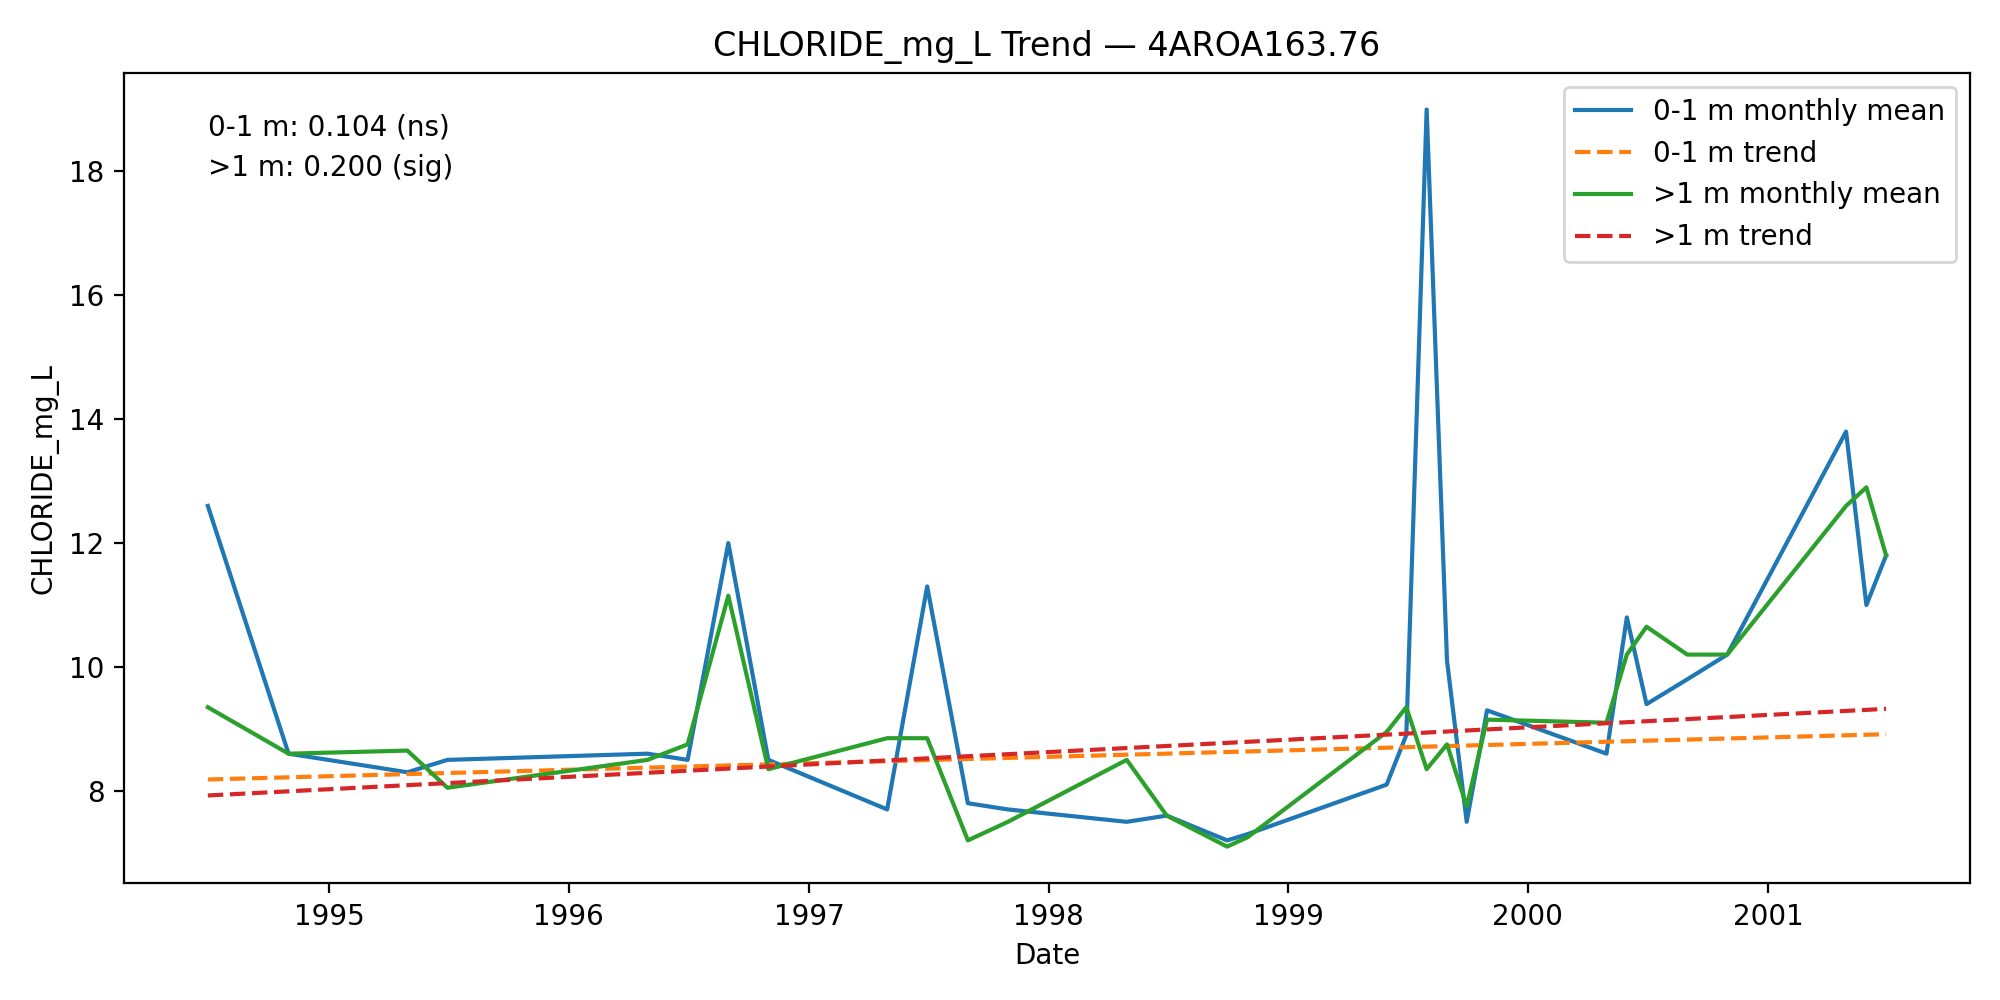 CHLORIDE_mg_L Trend — 4AROA163.76
0-1 m: 0.104 (ns)
>1 m: 0.200 (sig)
0-1 m monthly mean
0-1 m trend
>1 m monthly mean
>1 m trend
CHLORIDE_mg_L
18
16
14
12
10
8
1995
1996
1997
1998
1999
2000
2001
Date